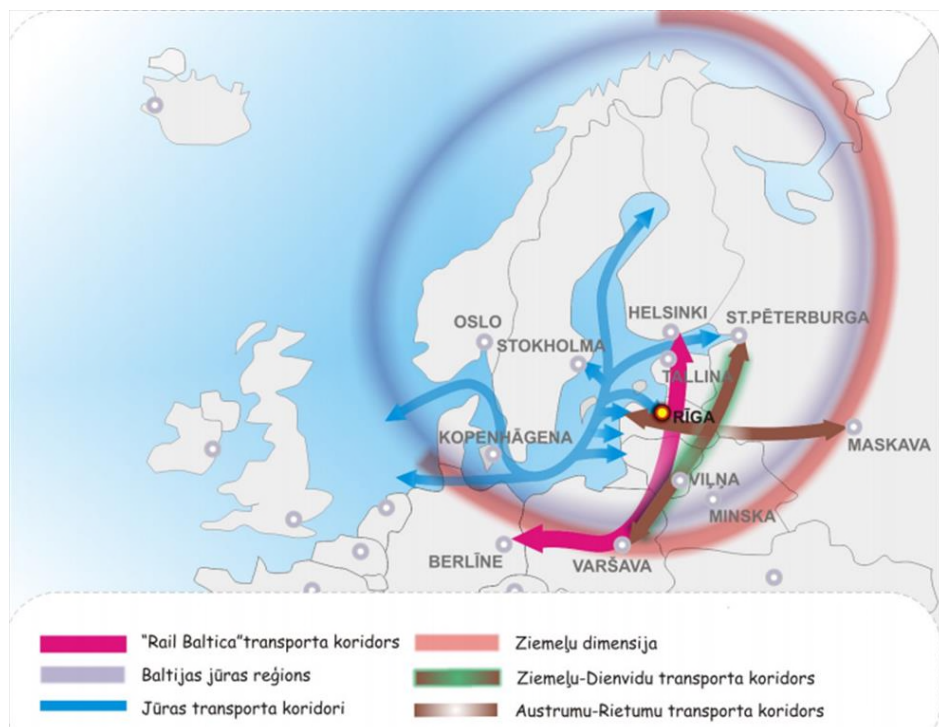 HELSINKI
ST.PĒTERBURGA
OSLO
STOKHOLMA
TALLINA
RĪGA
KOPENHĀGENA
MASKAVA
VIĻŅA
MINSKA
BERLĪNE
VARŠAVA
"Rail Baltica"transporta koridors
Baltijas jūras reģions
Jūras transporta koridori
Ziemeļu dimensija
Ziemeļu-Dienvidu transporta koridors
Austrumu-Rietumu transporta koridors